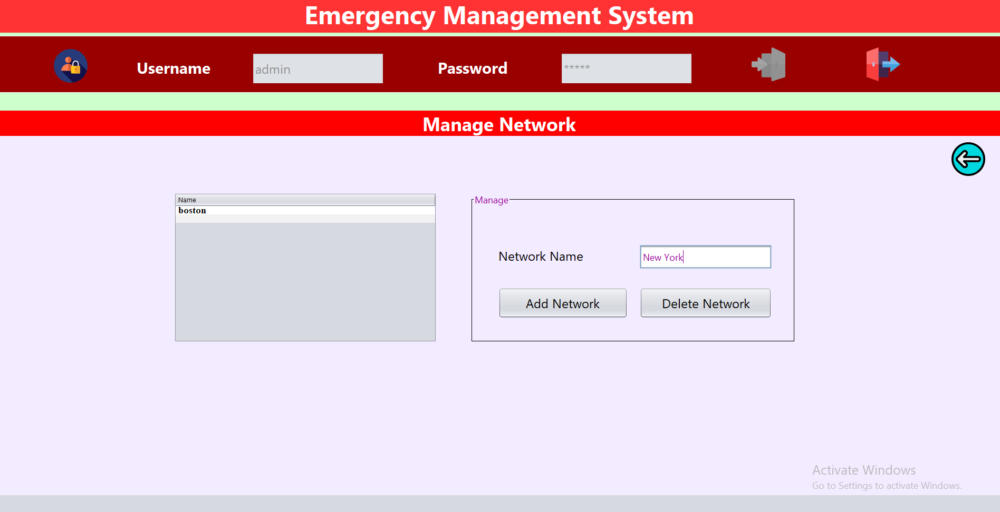 Emergency Management System
Username admin Password *****
Manage Network
Name
boston
Manage
Network Name New York
Add Network Delete Network
Activate Windows
Go to Settings to activate Windows.